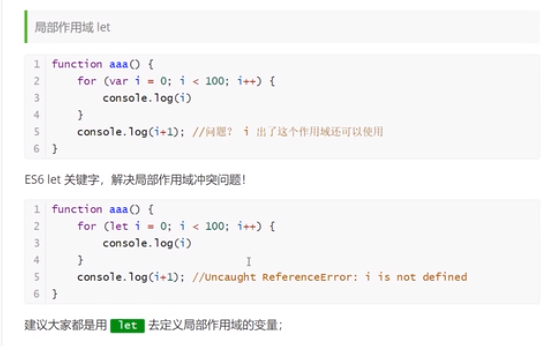 局部作用域 let
1 function aaa() {
2     for (var i = 0; i < 100; i++) {
3         console.log(i)
4     }
5     console.log(i+1); //问题? i 出了这个作用域还可以使用
6 }
ES6 let 关键字，解决局部作用域冲突问题！
1 function aaa() {
2     for (let i = 0; i < 100; i++) {
3         console.log(i)
4     }
5     console.log(i+1); //Uncaught ReferenceError: i is not defined
6 }
建议大家都是用 let 去定义局部作用域的变量；